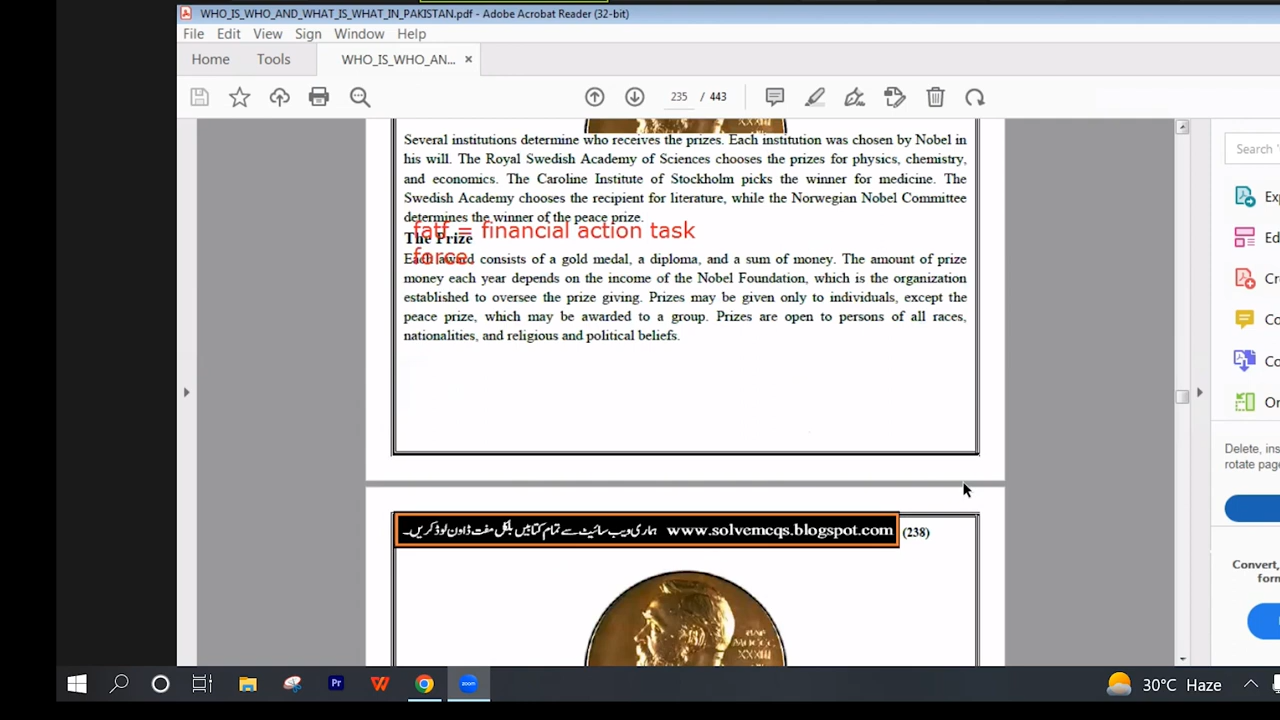 WHO_IS_WHO_AND_WHAT_IS_WHAT_IN_PAKISTAN.pdf - Adobe Acrobat Reader (32-bit)
File Edit View Sign Window Help
Home Tools WHO_IS_WHO_AN... ×
235 / 443
Search
Several institutions determine who receives the prizes. Each institution was chosen by Nobel in
his will. The Royal Swedish Academy of Sciences chooses the prizes for physics, chemistry,
and economics. The Caroline Institute of Stockholm picks the winner for medicine. The
Swedish Academy chooses the recipient for literature, while the Norwegian Nobel Committee
determines the winner of the peace prize.
fatf = financial action task
The Prize
force
Each award consists of a gold medal, a diploma, and a sum of money. The amount of prize
money each year depends on the income of the Nobel Foundation, which is the organization
established to oversee the prize giving. Prizes may be given only to individuals, except the
peace prize, which may be awarded to a group. Prizes are open to persons of all races,
nationalities, and religious and political beliefs.
Delete, ins
rotate page
ہماری ویب سائیٹ سے تمام کتابیں بلکل مفت ڈاون لوڈ کریں۔ www.solvemcqs.blogspot.com (238)
Convert,
form
30°C Haze